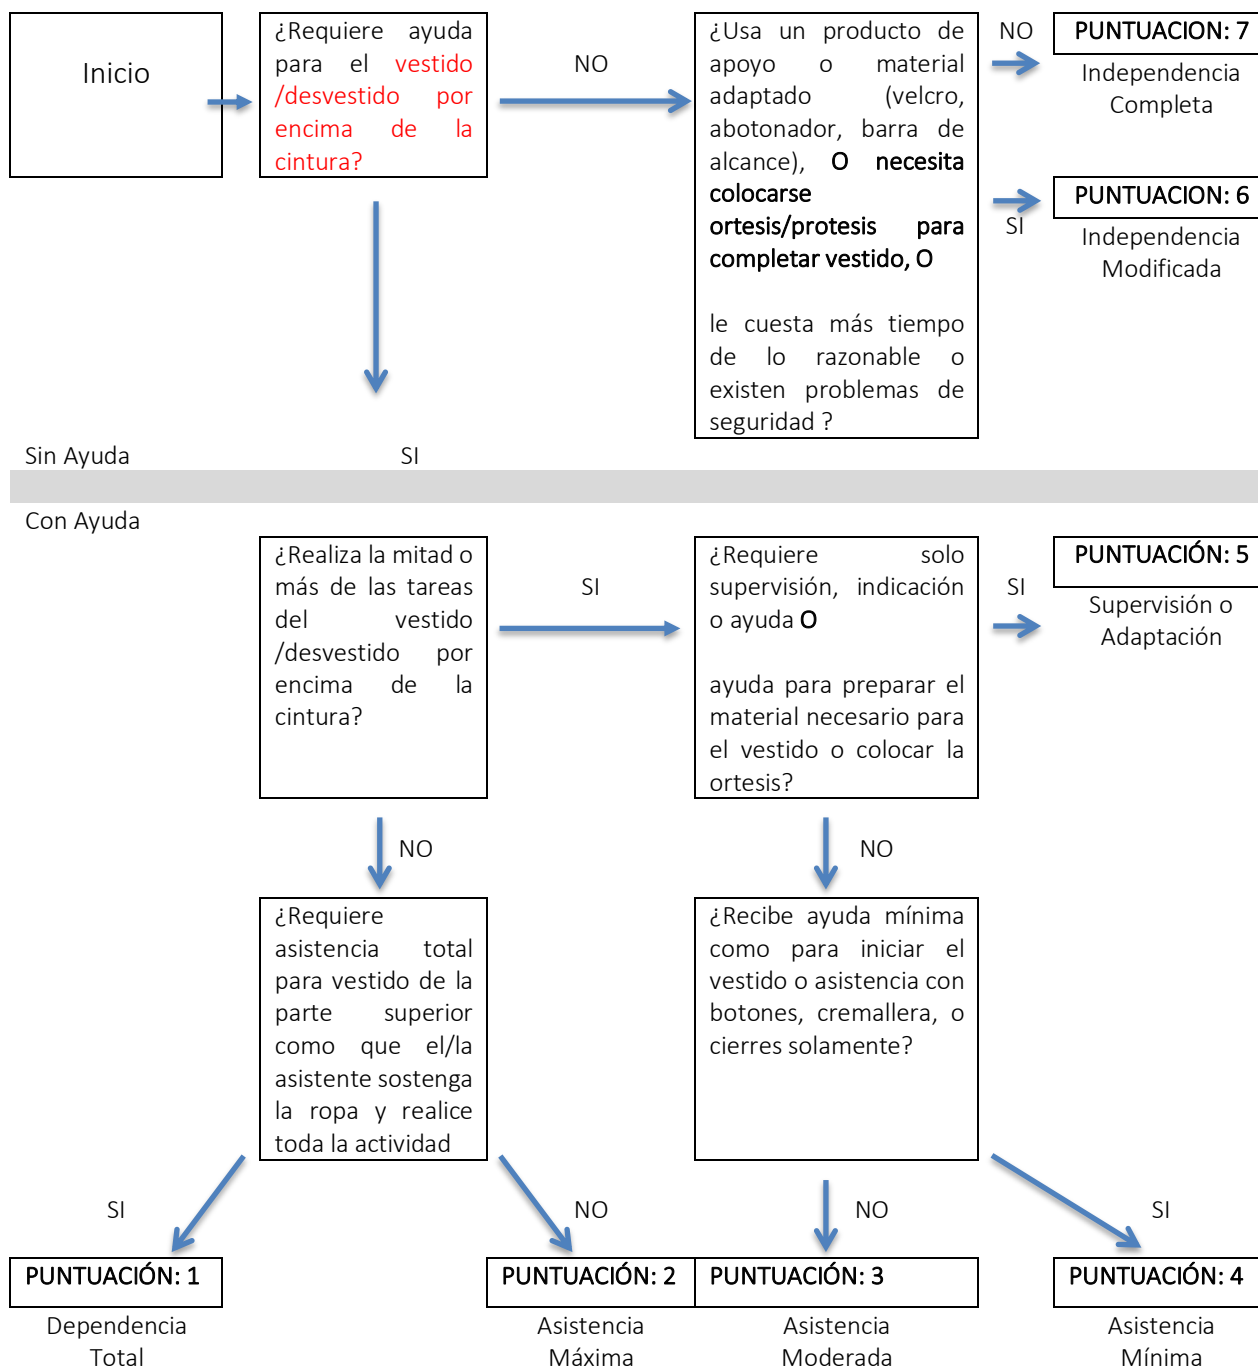 Inicio
¿Requiere ayuda
para el vestido
/desvestido por
encima de la
cintura?
NO
¿Usa un producto de
apoyo o material
adaptado (velcro,
abotonador, barra de
alcance), O necesita
colocarse
ortesis/protesis para
completar vestido, O
le cuesta más tiempo
de lo razonable o
existen problemas de
seguridad ?
NO
PUNTUACION: 7
Independencia
Completa
SI
PUNTUACION: 6
Independencia
Modificada
Sin Ayuda
SI
Con Ayuda
¿Realiza la mitad o
más de las tareas
del vestido
/desvestido por
encima de la
cintura?
SI
¿Requiere solo
supervisión, indicación
o ayuda O
ayuda para preparar el
material necesario para
el vestido o colocar la
ortesis?
SI
PUNTUACIÓN: 5
Supervisión o
Adaptación
NO
NO
¿Requiere
asistencia total
para vestido de la
parte superior
como que el/la
asistente sostenga
la ropa y realice
toda la actividad
¿Recibe ayuda mínima
como para iniciar el
vestido o asistencia con
botones, cremallera, o
cierres solamente?
SI
NO
NO
SI
PUNTUACIÓN: 1
Dependencia
Total
PUNTUACIÓN: 2
Asistencia
Máxima
PUNTUACIÓN: 3
Asistencia
Moderada
PUNTUACIÓN: 4
Asistencia
Mínima